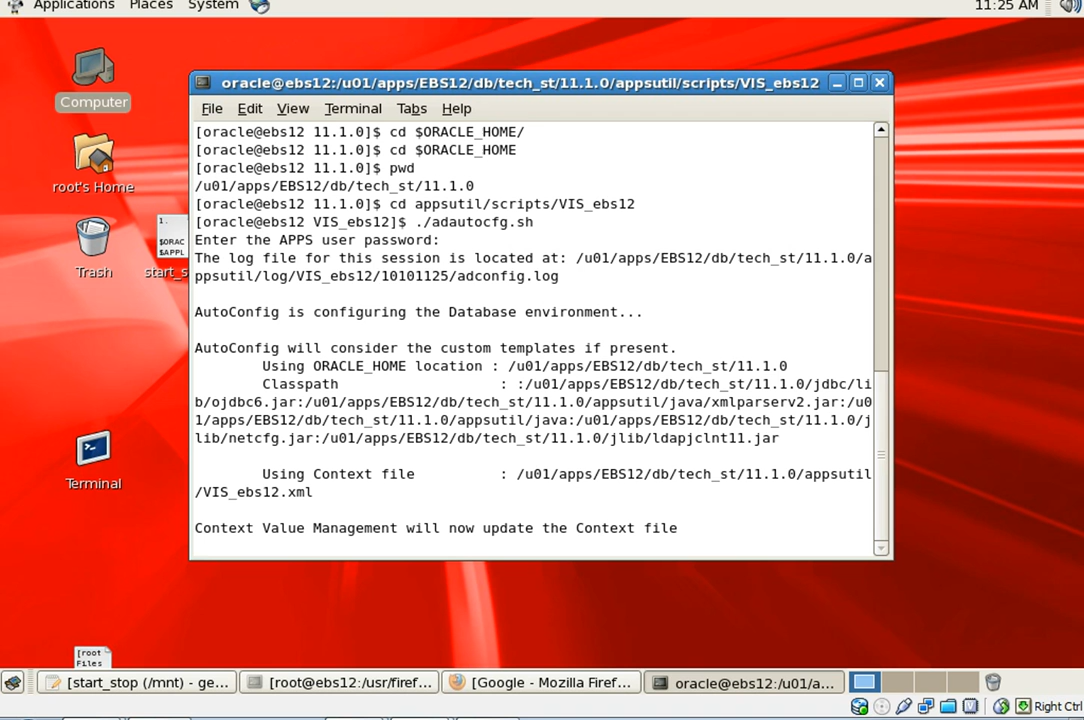 Applications Places System 11:25 AM
oracle@ebs12:/u01/apps/EBS12/db/tech_st/11.1.0/appsutil/scripts/VIS_ebs12
File Edit View Terminal Tabs Help
[oracle@ebs12 11.1.0]$ cd $ORACLE_HOME/
[oracle@ebs12 11.1.0]$ cd $ORACLE_HOME
[oracle@ebs12 11.1.0]$ pwd
/u01/apps/EBS12/db/tech_st/11.1.0
[oracle@ebs12 11.1.0]$ cd appsutil/scripts/VIS_ebs12
[oracle@ebs12 VIS_ebs12]$ ./adautocfg.sh
Enter the APPS user password:
The log file for this session is located at: /u01/apps/EBS12/db/tech_st/11.1.0/a
ppsutil/log/VIS_ebs12/10101125/adconfig.log
AutoConfig is configuring the Database environment...
AutoConfig will consider the custom templates if present.
Using ORACLE_HOME location : /u01/apps/EBS12/db/tech_st/11.1.0
Classpath : :/u01/apps/EBS12/db/tech_st/11.1.0/jdbc/li
b/ojdbc6.jar:/u01/apps/EBS12/db/tech_st/11.1.0/appsutil/java/xmlparserv2.jar:/u0
1/apps/EBS12/db/tech_st/11.1.0/appsutil/java:/u01/apps/EBS12/db/tech_st/11.1.0/j
lib/netcfg.jar:/u01/apps/EBS12/db/tech_st/11.1.0/jlib/ldapjclnt11.jar
Using Context file : /u01/apps/EBS12/db/tech_st/11.1.0/appsutil
/VIS_ebs12.xml
Context Value Management will now update the Context file
Computer
root's Home
Trash
1.
$ORAC
$APPL
start_s
Terminal
[root
Files
[start_stop (/mnt) - ge...
[root@ebs12:/usr/firef...
[Google - Mozilla Firef...
oracle@ebs12:/u01/a...
Right Ctrl